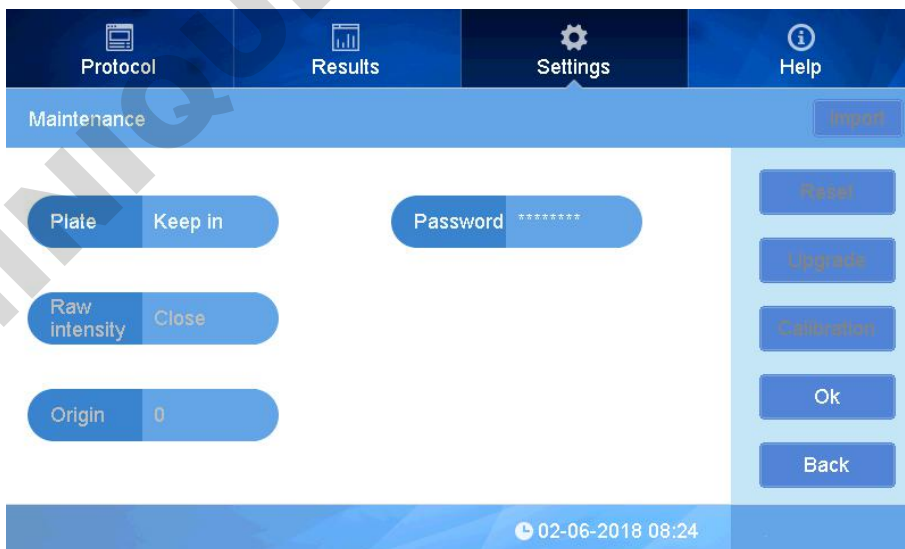 Protocol
Results
Settings
Help
Maintenance
Import
Plate Keep in
Password ********
Reset
Raw
intensity
Close
Upgrade
Calibration
Origin 0
Ok
Back
02-06-2018 08:24